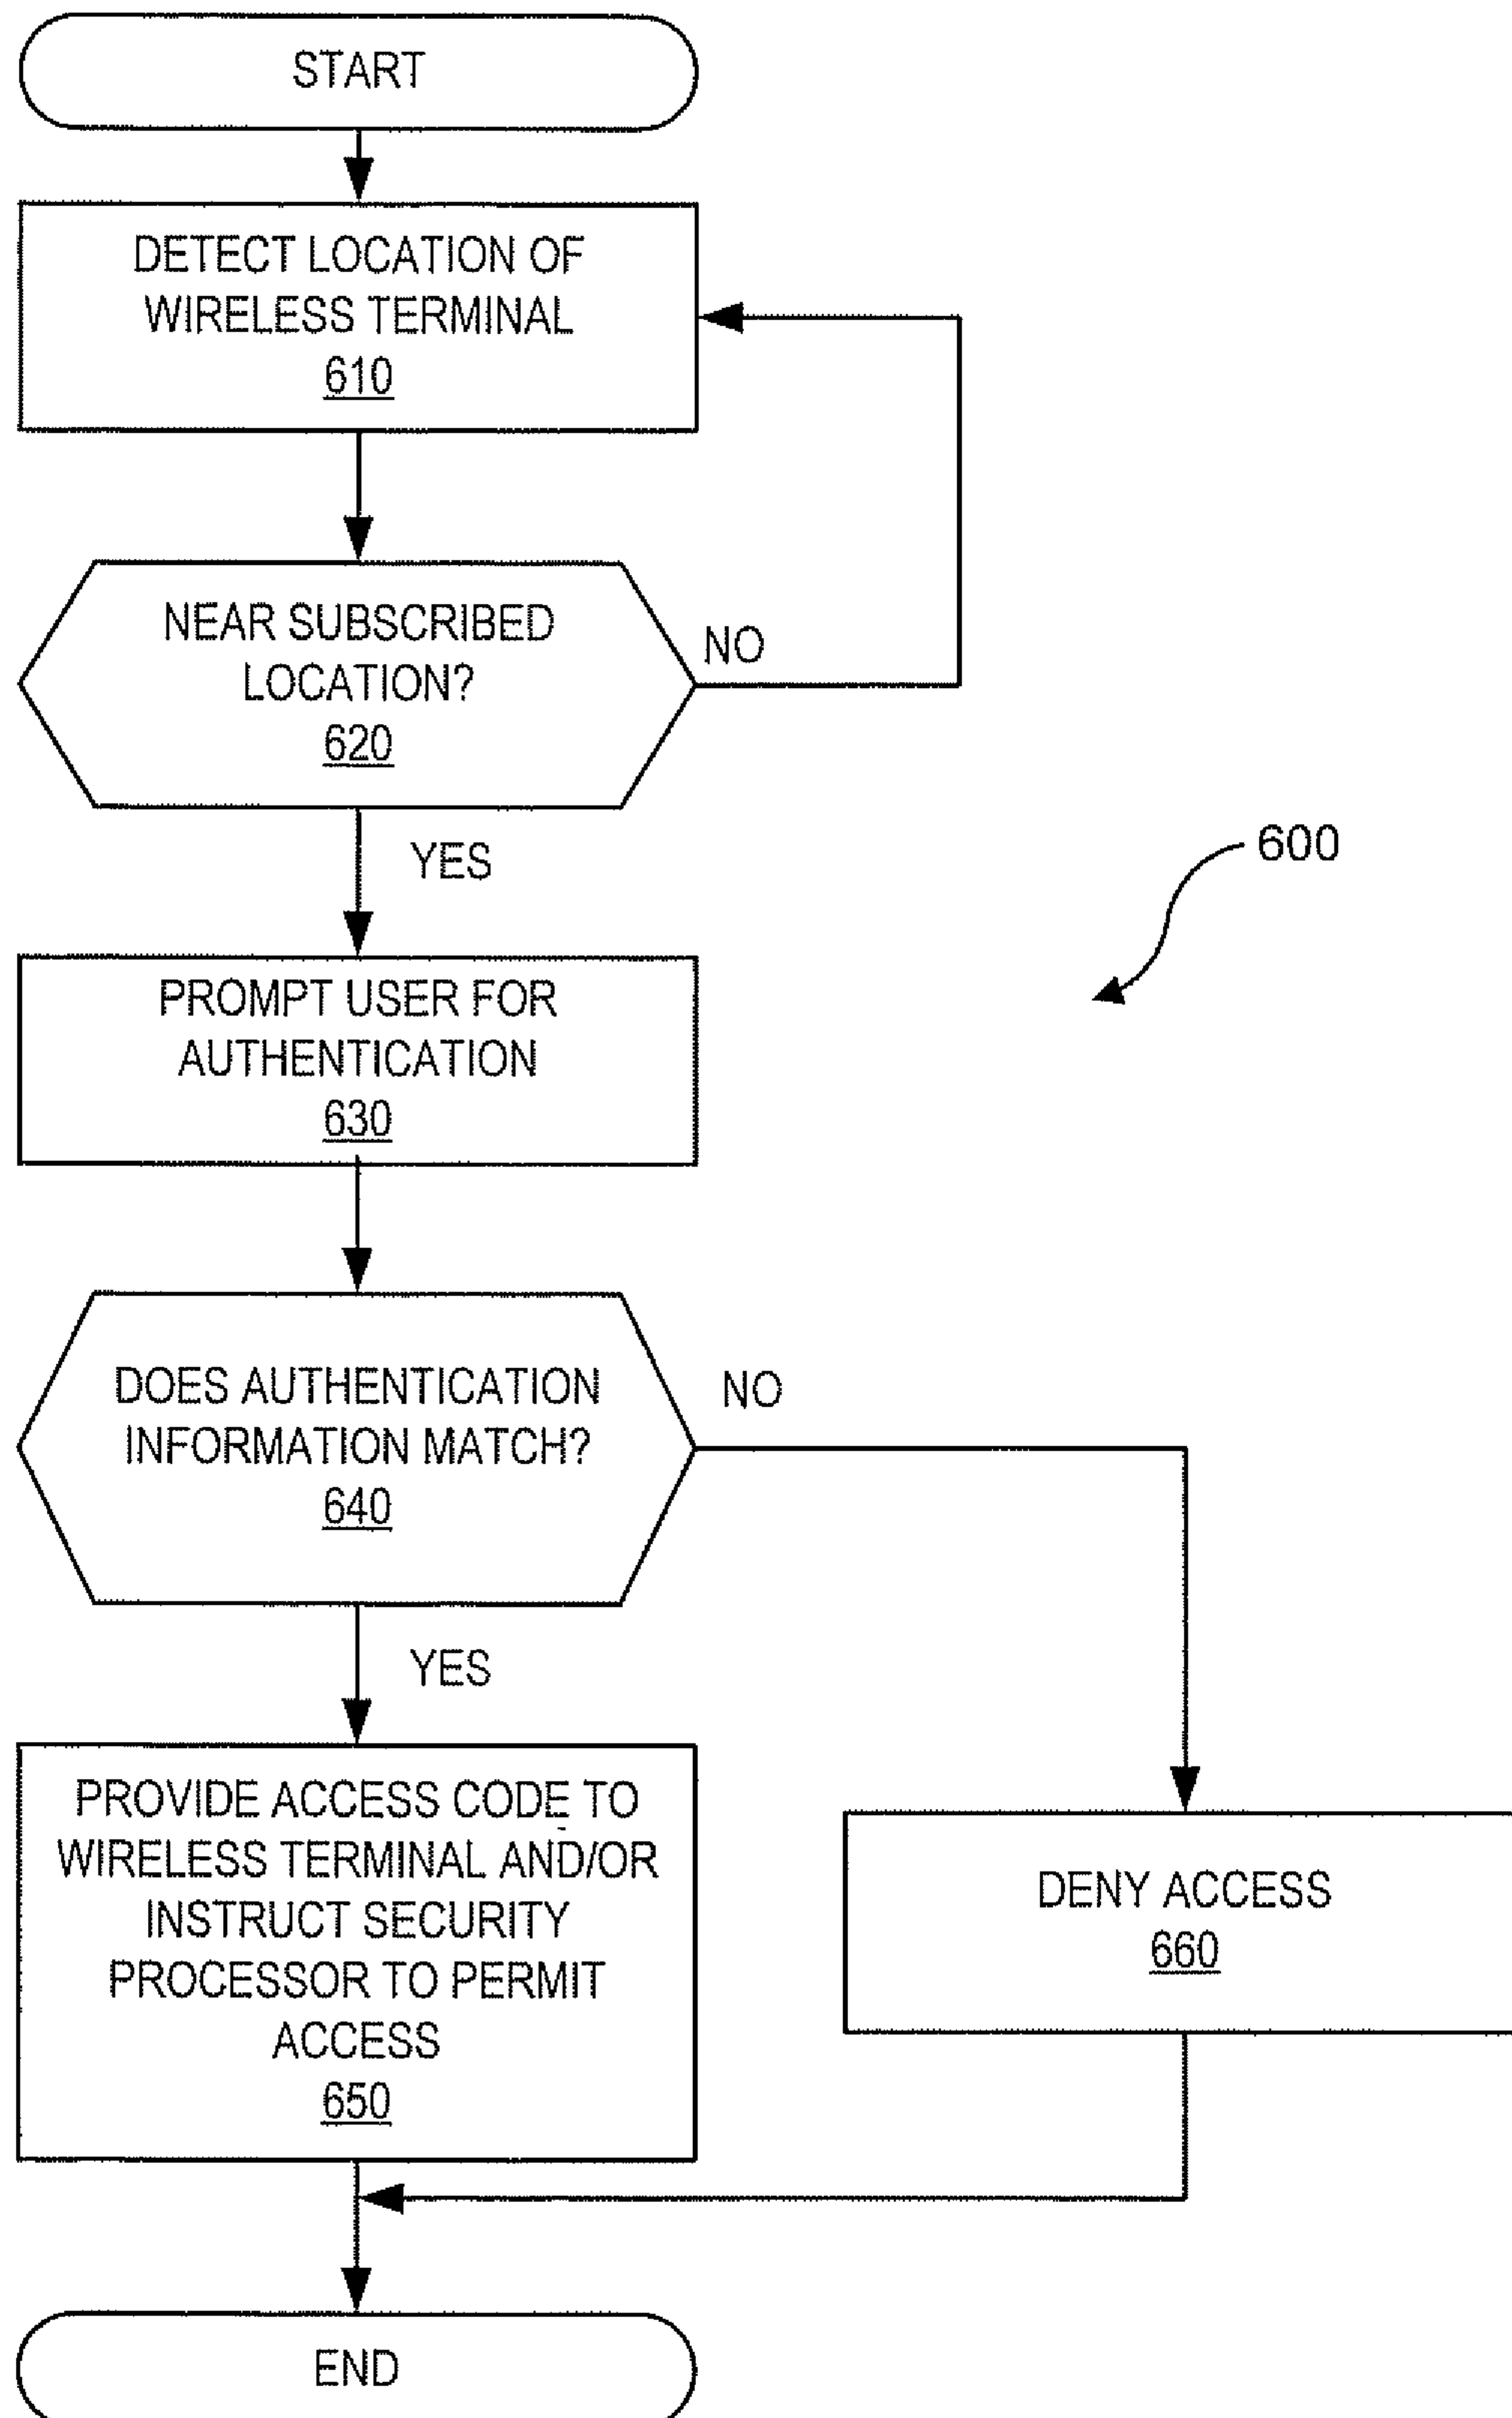 START
DETECT LOCATION OF
WIRELESS TERMINAL
610
NEAR SUBSCRIBED
LOCATION?
620
NO
YES
600
PROMPT USER FOR
AUTHENTICATION
630
DOES AUTHENTICATION
INFORMATION MATCH?
640
NO
YES
PROVIDE ACCESS CODE TO
WIRELESS TERMINAL AND/OR
INSTRUCT SECURITY
PROCESSOR TO PERMIT
ACCESS
650
DENY ACCESS
660
END